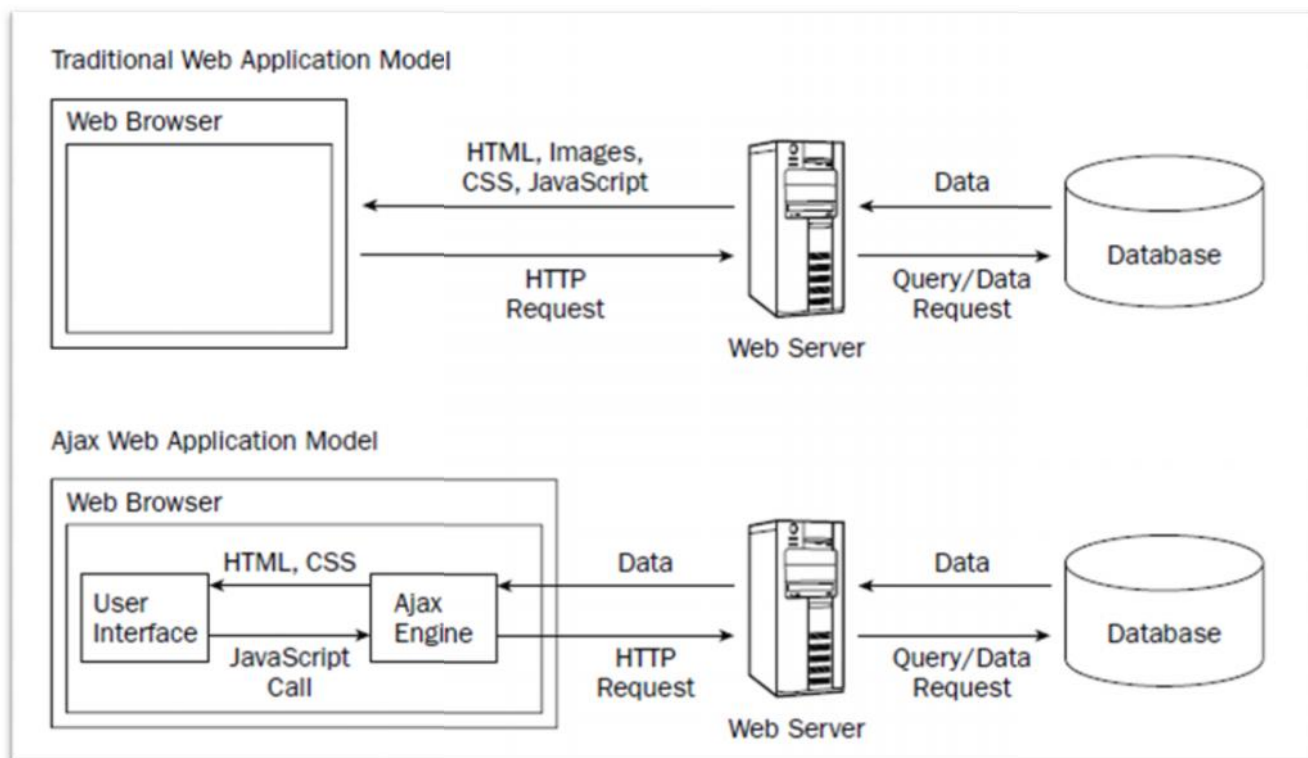 Traditional Web Application Model
Web Browser
HTML, Images,
CSS, JavaScript
HTTP
Request
Web Server
Data
Query/Data
Request
Database
Ajax Web Application Model
Web Browser
User
Interface
HTML, CSS
JavaScript
Call
Ajax
Engine
Data
HTTP
Request
Web Server
Data
Query/Data
Request
Database